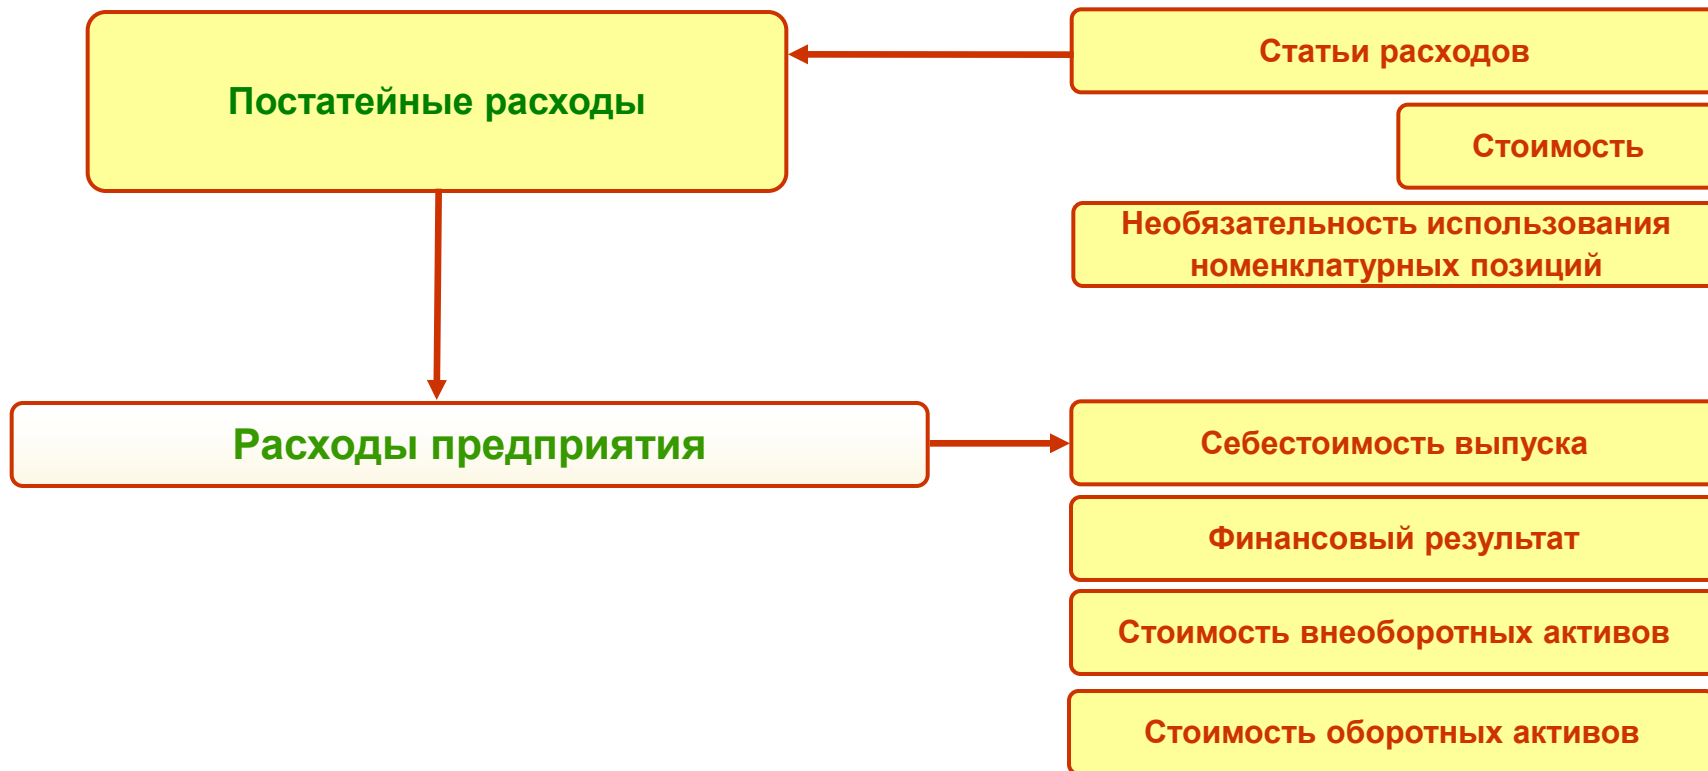 Постатейные расходы
Статьи расходов
Стоимость
Необязательность использования
номенклатурных позиций
Расходы предприятия
Себестоимость выпуска
Финансовый результат
Стоимость внеоборотных активов
Стоимость оборотных активов